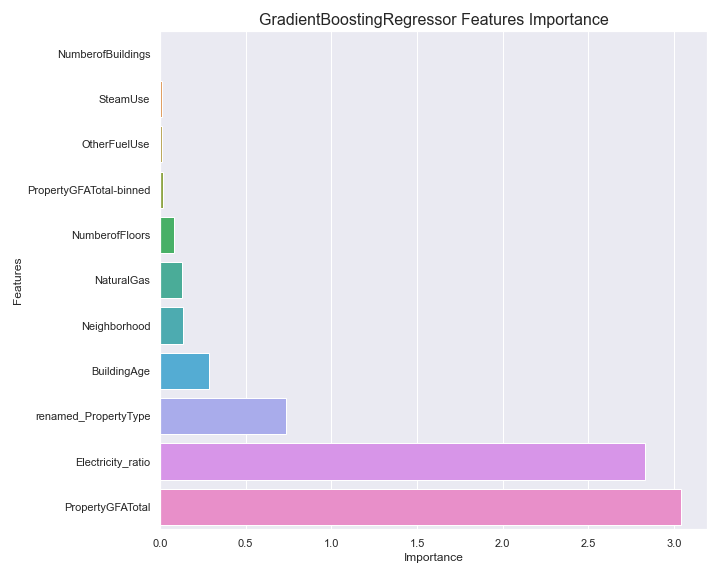 GradientBoostingRegressor Features Importance
NumberofBuildings
SteamUse
OtherFuelUse
PropertyGFATotal-binned
NumberofFloors
NaturalGas
Neighborhood
BuildingAge
renamed_PropertyType
Electricity_ratio
PropertyGFATotal
Features
0.0 0.5 1.0 1.5 2.0 2.5 3.0
Importance